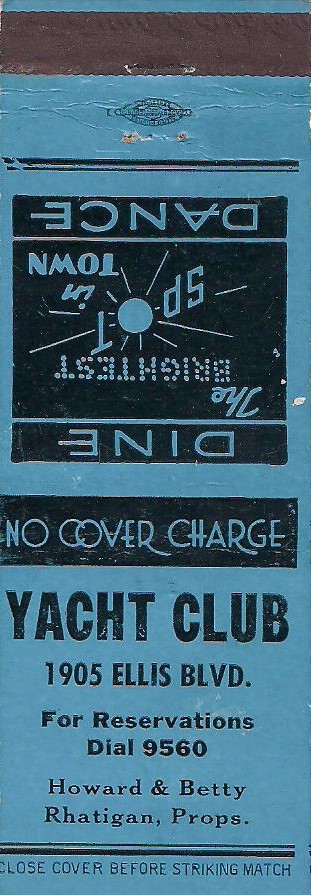 DINE
The
BRIGHTEST
SPOT
in
TOWN
DANCE
NO COVER CHARGE
YACHT CLUB
1905 ELLIS BLVD.
For Reservations
Dial 9560
Howard & Betty
Rhatigan, Props.
CLOSE COVER BEFORE STRIKING MATCH